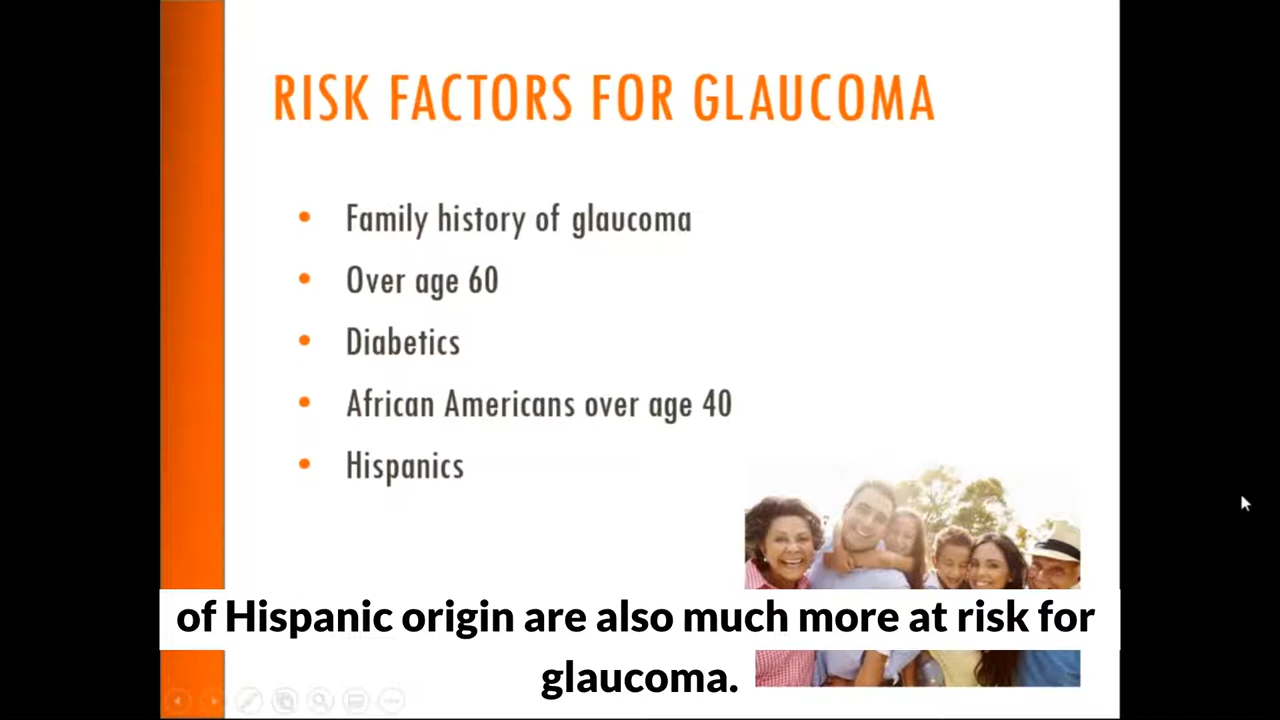 RISK FACTORS FOR GLAUCOMA
• Family history of glaucoma
• Over age 60
• Diabetics
• African Americans over age 40
• Hispanics
of Hispanic origin are also much more at risk for
glaucoma.